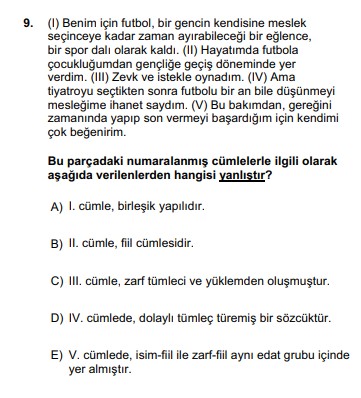 9. (I) Benim için futbol, bir gencin kendisine meslek
seçinceye kadar zaman ayırabileceği bir eğlence,
bir spor dalı olarak kaldı. (II) Hayatımda futbola
çocukluğumdan gençliğe geçiş döneminde yer
verdim. (III) Zevk ve istekle oynadım. (IV) Ama
tiyatroyu seçtikten sonra futbolu bir an bile düşünmeyi
mesleğime ihanet saydım. (V) Bu bakımdan, gereğini
zamanında yapıp son vermeyi başardığım için kendimi
çok beğenirim.
Bu parçadaki numaralanmış cümlelerle ilgili olarak
aşağıda verilenlerden hangisi yanlıştır?
A) I. cümle, birleşik yapılıdır.
B) II. cümle, fiil cümlesidir.
C) III. cümle, zarf tümleci ve yüklemden oluşmuştur.
D) IV. cümlede, dolaylı tümleç türemiş bir sözcüktür.
E) V. cümlede, isim-fiil ile zarf-fiil aynı edat grubu içinde
yer almıştır.